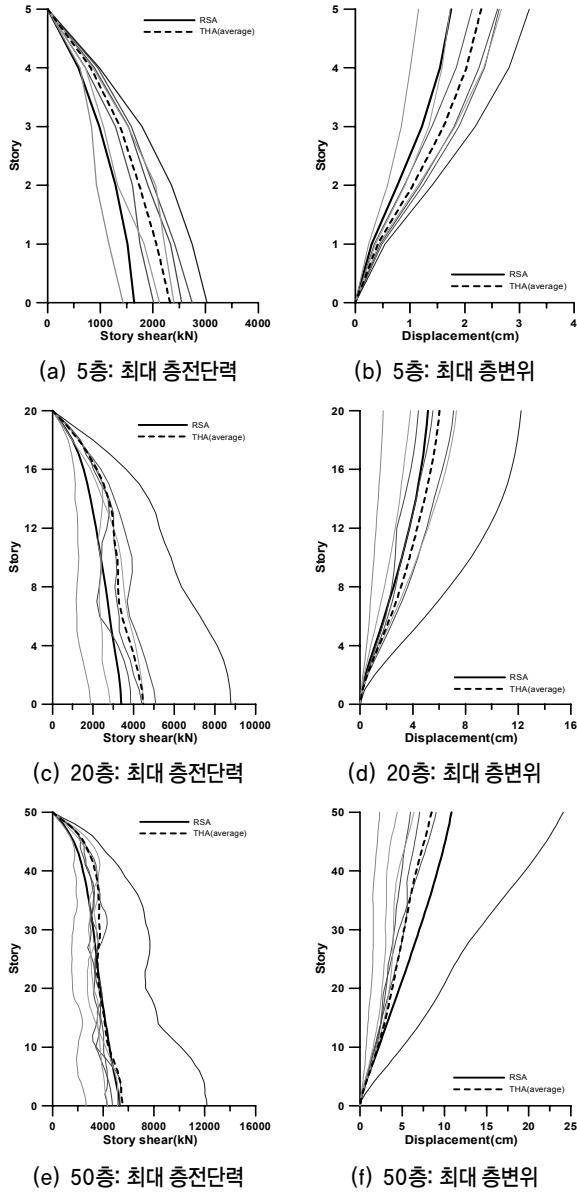 5
4
3
2
1
0
Story
RSA
THA(average)
0 1000 2000 3000 4000
Story shear(kN)
(a) 5층: 최대 층전단력
5
4
3
2
1
0
Story
RSA
THA(average)
0 1 2 3 4
Displacement(cm)
(b) 5층: 최대 층변위
20
16
12
8
4
0
Story
RSA
THA(average)
0 2000 4000 6000 8000 10000
Story shear(kN)
(c) 20층: 최대 층전단력
20
16
12
8
4
0
Story
RSA
THA(average)
0 4 8 12 16
Displacement(cm)
(d) 20층: 최대 층변위
50
40
30
20
10
0
Story
RSA
THA(average)
0 4000 8000 12000 16000
Story shear(kN)
(e) 50층: 최대 층전단력
50
40
30
20
10
0
Story
RSA
THA(average)
0 5 10 15 20 25
Displacement(cm)
(f) 50층: 최대 층변위